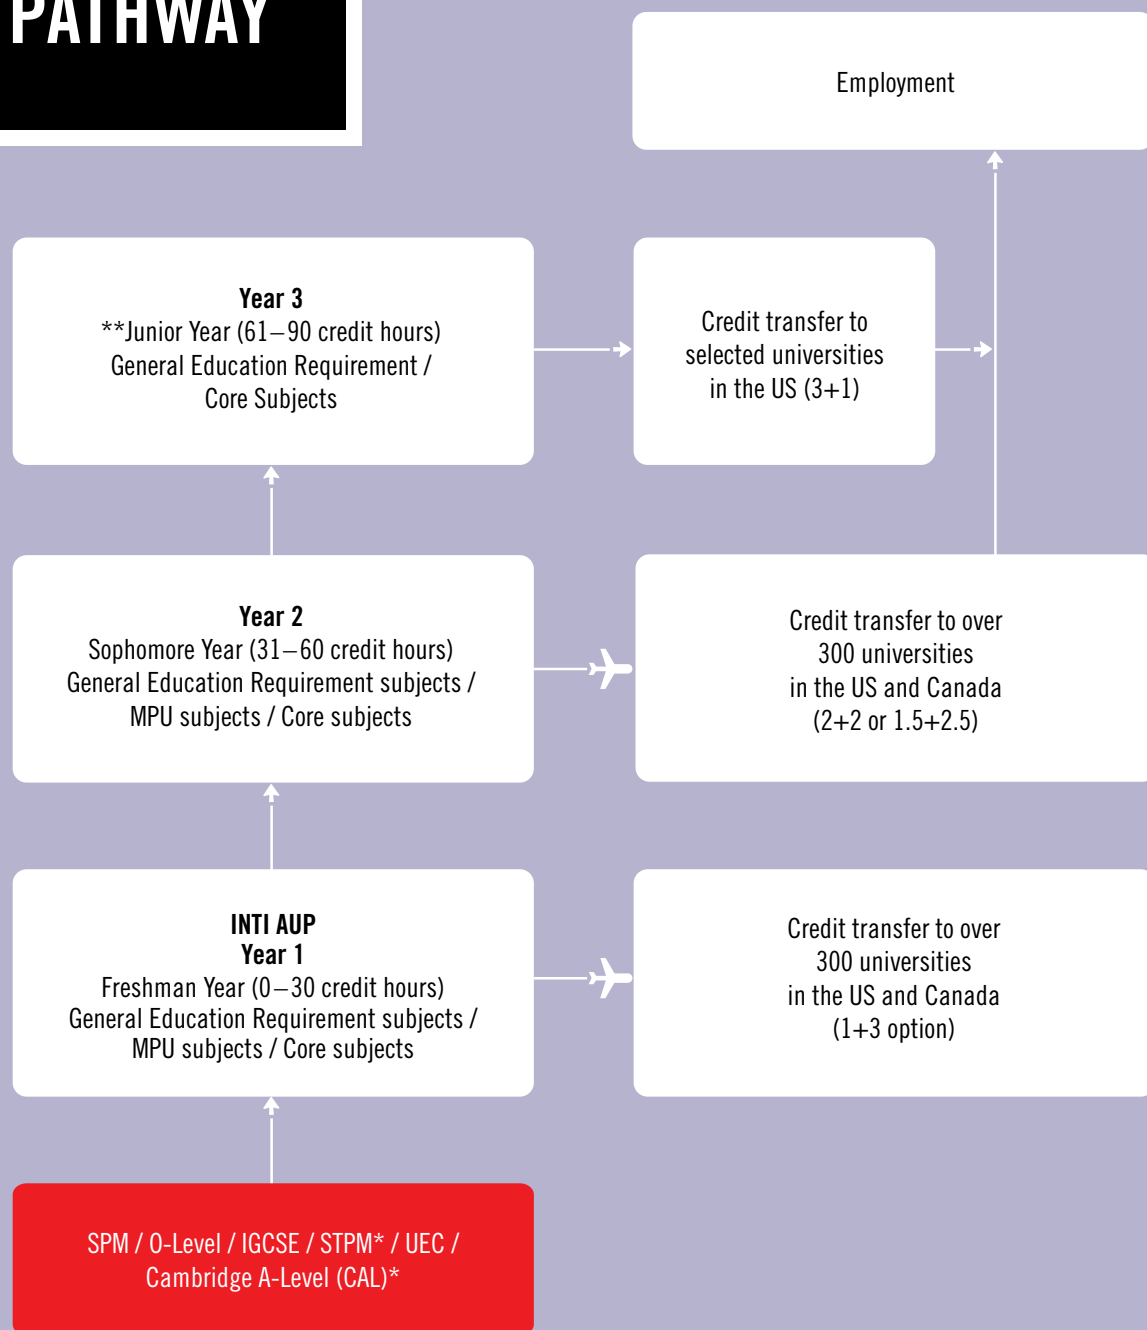 PATHWAY
Employment
Year 3
**Junior Year (61–90 credit hours)
General Education Requirement /
Core Subjects
Credit transfer to
selected universities
in the US (3+1)
Year 2
Sophomore Year (31–60 credit hours)
General Education Requirement subjects /
MPU subjects / Core subjects
Credit transfer to over
300 universities
in the US and Canada
(2+2 or 1.5+2.5)
INTI AUP
Year 1
Freshman Year (0–30 credit hours)
General Education Requirement subjects /
MPU subjects / Core subjects
Credit transfer to over
300 universities
in the US and Canada
(1+3 option)
SPM / O-Level / IGCSE / STPM* / UEC /
Cambridge A-Level (CAL)*